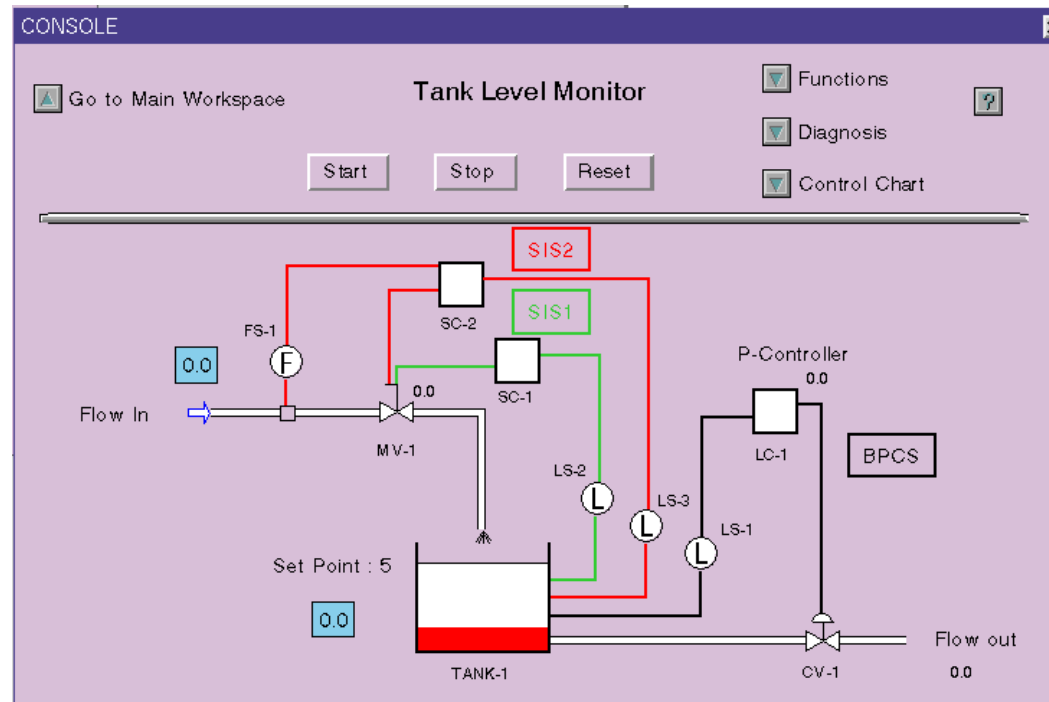 CONSOLE
Go to Main Workspace
Tank Level Monitor
Functions
?
Diagnosis
Control Chart
Start
Stop
Reset
SIS2
SIS1
SC-2
FS-1
F
0.0
SC-1
0.0
P-Controller
0.0
Flow In
MV-1
LC-1
BPCS
LS-2
L
LS-3
L
LS-1
L
Set Point : 5
0.0
TANK-1
CV-1
Flow out
0.0